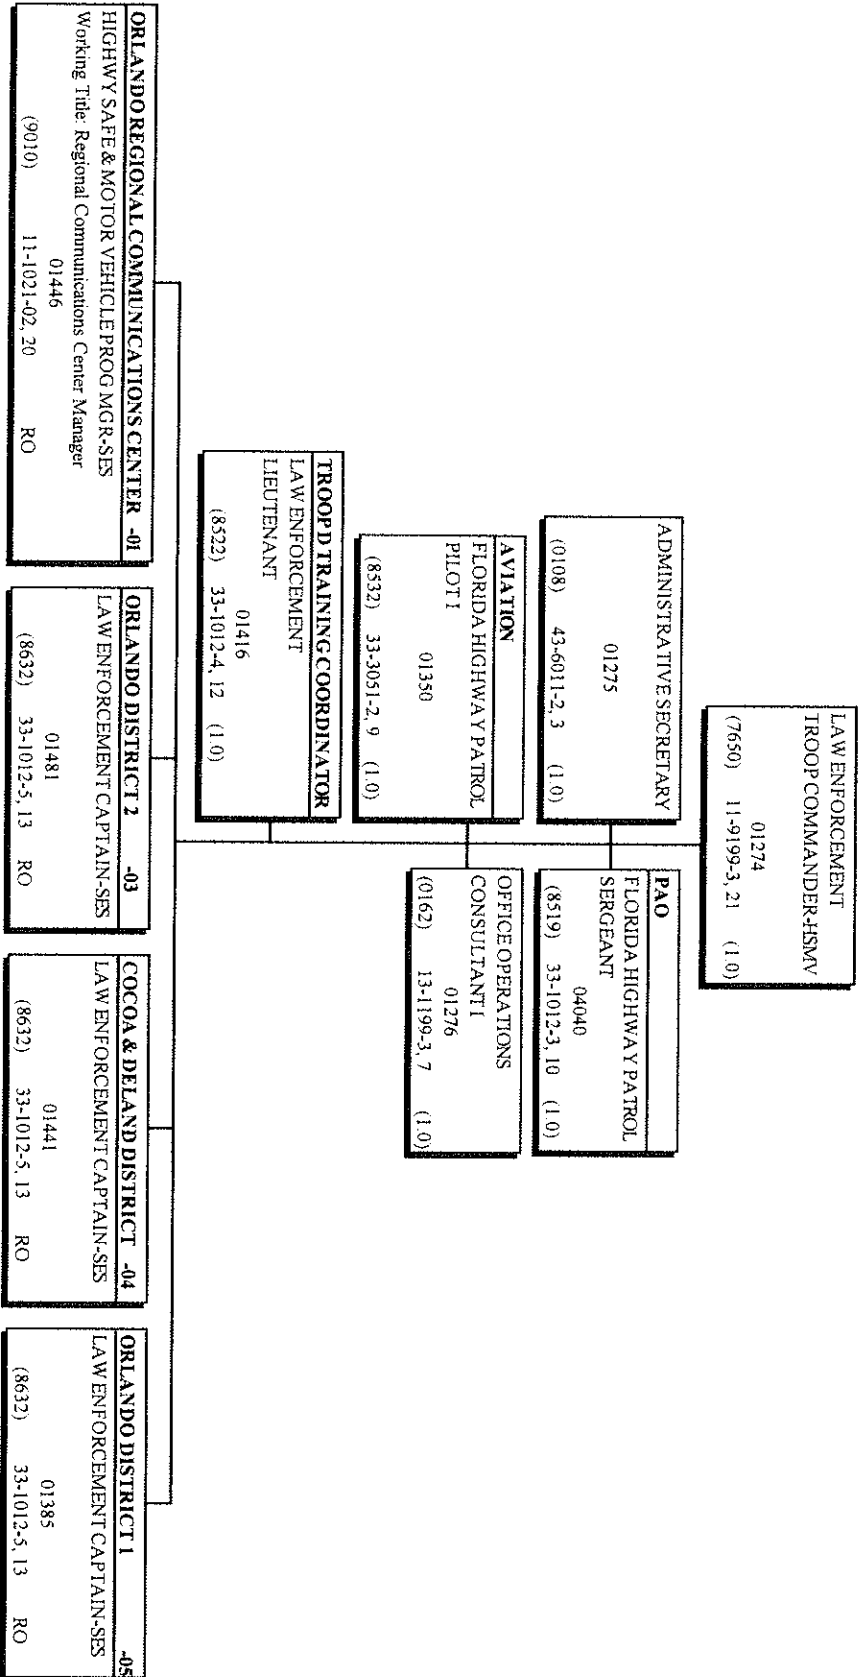 LAW ENFORCEMENT
TROOP COMMANDER-HSMV
01274
(7650) 11-9199-3, 21 (1.0)
ADMINISTRATIVE SECRETARY
01275
(0108) 43-6011-2, 3 (1.0)
PAO
FLORIDA HIGHWAY PATROL
SERGEANT
04040
(8519) 33-1012-3, 10 (1.0)
AVIATION
FLORIDA HIGHWAY PATROL
PILOT I
01350
(8532) 33-3051-2, 9 (1.0)
OFFICE OPERATIONS
CONSULTANT I
01276
(0162) 13-1199-3, 7 (1.0)
TROOP D TRAINING COORDINATOR
LAW ENFORCEMENT
LIEUTENANT
01416
(8522) 33-1012-4, 12 (1.0)
ORLANDO REGIONAL COMMUNICATIONS CENTER -01
HIGHWY SAFE & MOTOR VEHICLE PROG MGR-SES
Working Title: Regional Communications Center Manager
01446
(9010) 11-1021-02, 20 RO
ORLANDO DISTRICT 2 -03
LAW ENFORCEMENT CAPTAIN-SES
01481
(8632) 33-1012-5, 13 RO
COCOA & DELAND DISTRICT -04
LAW ENFORCEMENT CAPTAIN-SES
01441
(8632) 33-1012-5, 13 RO
ORLANDO DISTRICT 1 -05
LAW ENFORCEMENT CAPTAIN-SES
01385
(8632) 33-1012-5, 13 RO